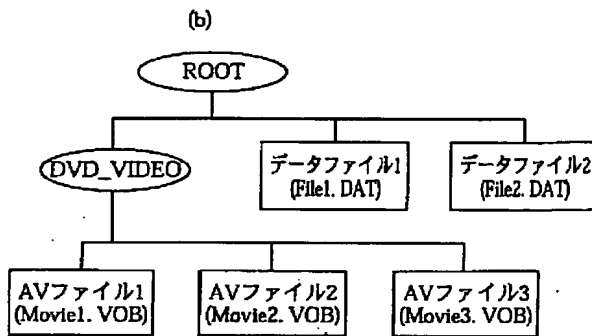 (b)
ROOT
DVD_VIDEO
データファイル1
(File1. DAT)
データファイル2
(File2. DAT)
AVファイル1
(Movie1. VOB)
AVファイル2
(Movie2. VOB)
AVファイル3
(Movie3. VOB)